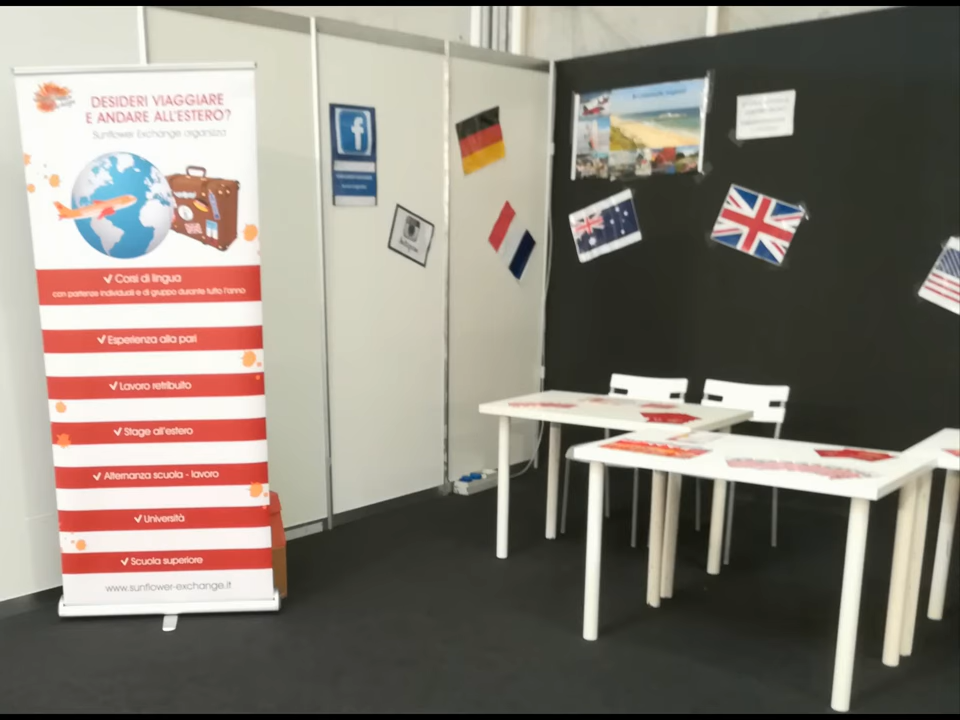 DESIDERI VIAGGIARE
E ANDARE ALL'ESTERO?
Sunflower Exchange organizza
✓ Corsi di lingua
con partenze individuali e di gruppo durante tutto l'anno
✓ Esperienza alla pari
✓ Lavoro retribuito
✓ Stage all'estero
✓ Alternanza scuola - lavoro
✓ Università
✓ Scuola superiore
www.sunflower-exchange.it
f